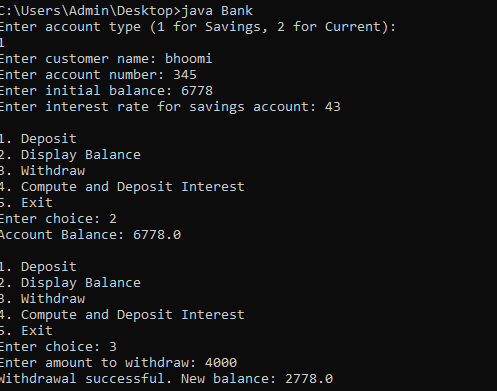 C:\Users\Admin\Desktop>java Bank
Enter account type (1 for Savings, 2 for Current):
1
Enter customer name: bhoomi
Enter account number: 345
Enter initial balance: 6778
Enter interest rate for savings account: 43
1. Deposit
2. Display Balance
3. Withdraw
4. Compute and Deposit Interest
5. Exit
Enter choice: 2
Account Balance: 6778.0
1. Deposit
2. Display Balance
3. Withdraw
4. Compute and Deposit Interest
5. Exit
Enter choice: 3
Enter amount to withdraw: 4000
Withdrawal successful. New balance: 2778.0